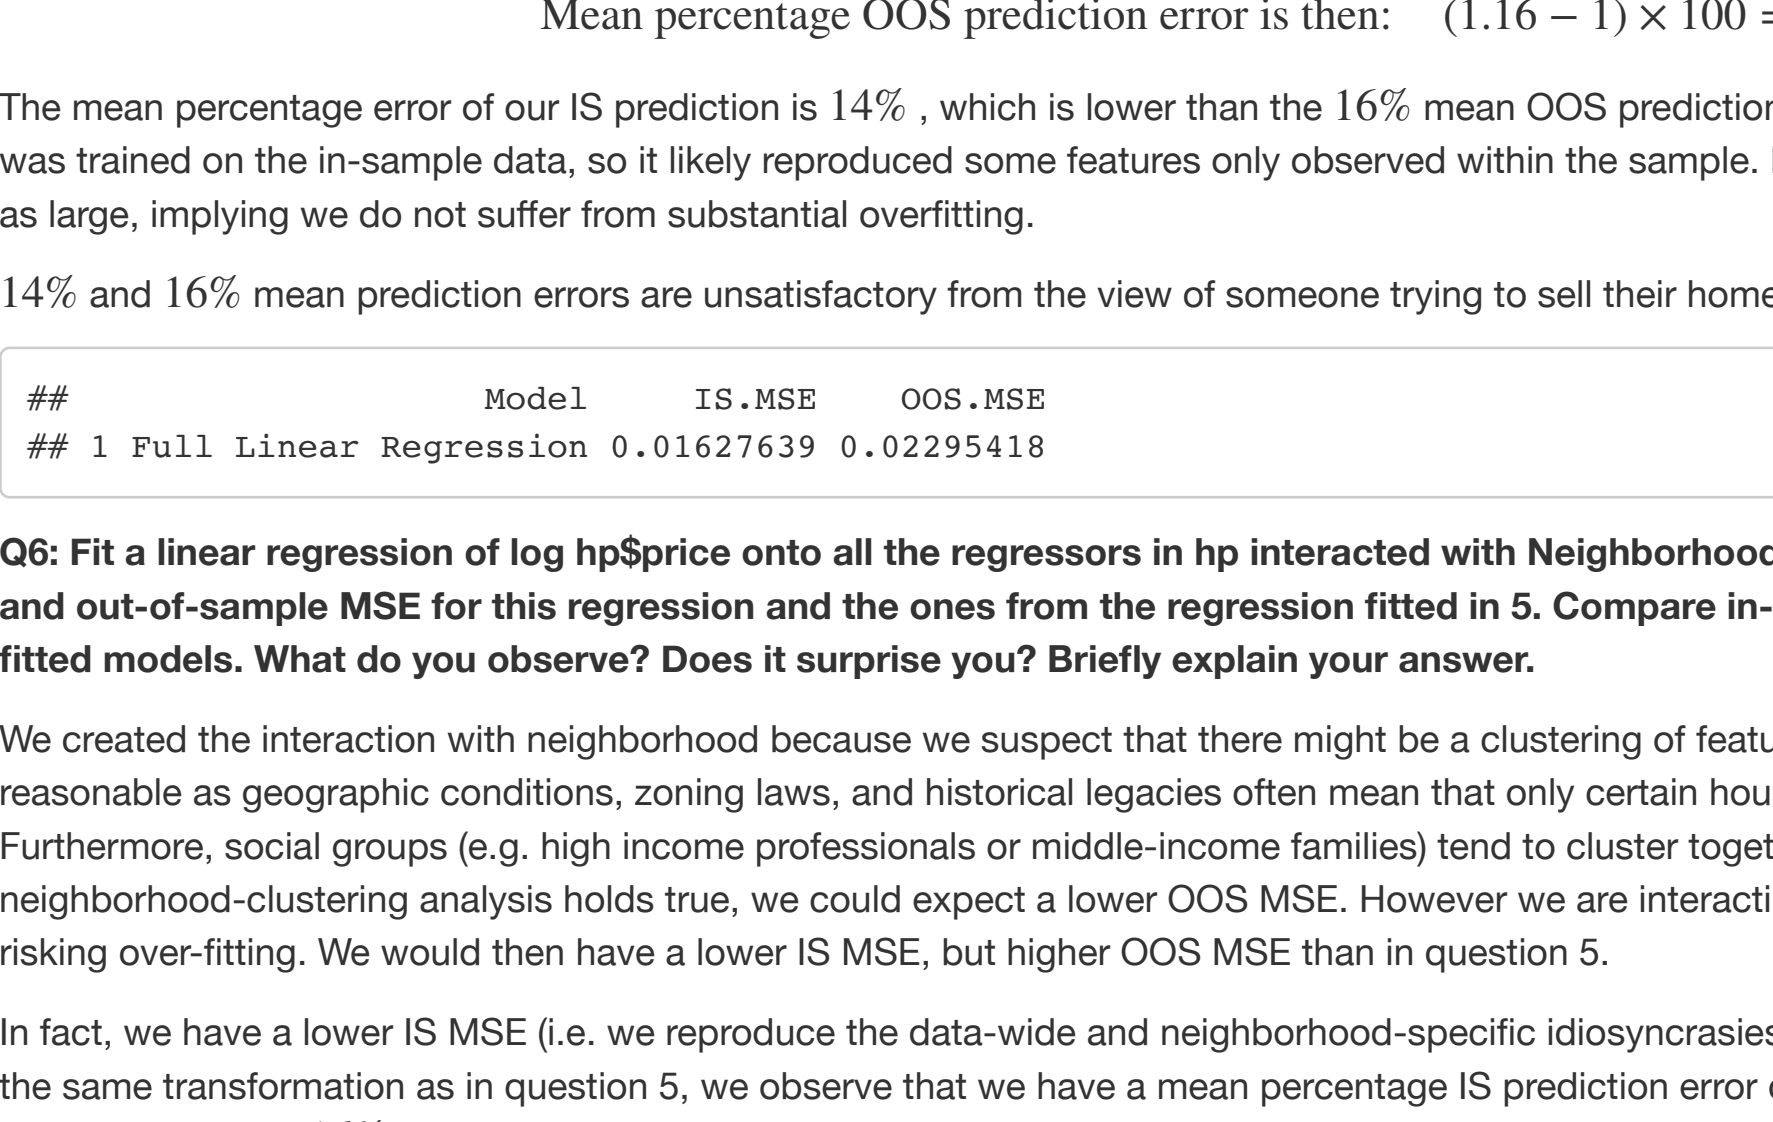 Mean percentage OOS prediction error is then: (1.16 − 1) × 100 =
The mean percentage error of our IS prediction is 14% , which is lower than the 16% mean OOS prediction
was trained on the in-sample data, so it likely reproduced some features only observed within the sample.
as large, implying we do not suffer from substantial overfitting.
14% and 16% mean prediction errors are unsatisfactory from the view of someone trying to sell their home
## Model IS.MSE OOS.MSE
## 1 Full Linear Regression 0.01627639 0.02295418
Q6: Fit a linear regression of log hp$price onto all the regressors in hp interacted with Neighborhood
and out-of-sample MSE for this regression and the ones from the regression fitted in 5. Compare in-
fitted models. What do you observe? Does it surprise you? Briefly explain your answer.
We created the interaction with neighborhood because we suspect that there might be a clustering of featu
reasonable as geographic conditions, zoning laws, and historical legacies often mean that only certain hou
Furthermore, social groups (e.g. high income professionals or middle-income families) tend to cluster toget
neighborhood-clustering analysis holds true, we could expect a lower OOS MSE. However we are interacti
risking over-fitting. We would then have a lower IS MSE, but higher OOS MSE than in question 5.
In fact, we have a lower IS MSE (i.e. we reproduce the data-wide and neighborhood-specific idiosyncrasies
the same transformation as in question 5, we observe that we have a mean percentage IS prediction error